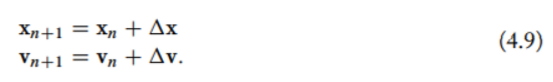 xₙ₊₁ = xₙ + Δx
vₙ₊₁ = vₙ + Δv.
(4.9)